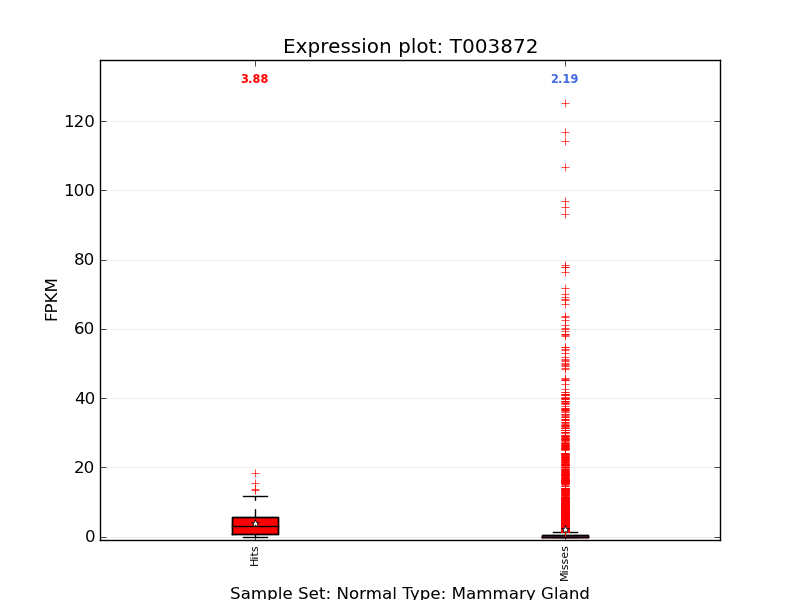 Expression plot: T003872
3.88
2.19
FPKM
120
100
80
60
40
20
0
Hits
Misses
Sample Set: Normal Type: Mammary Gland